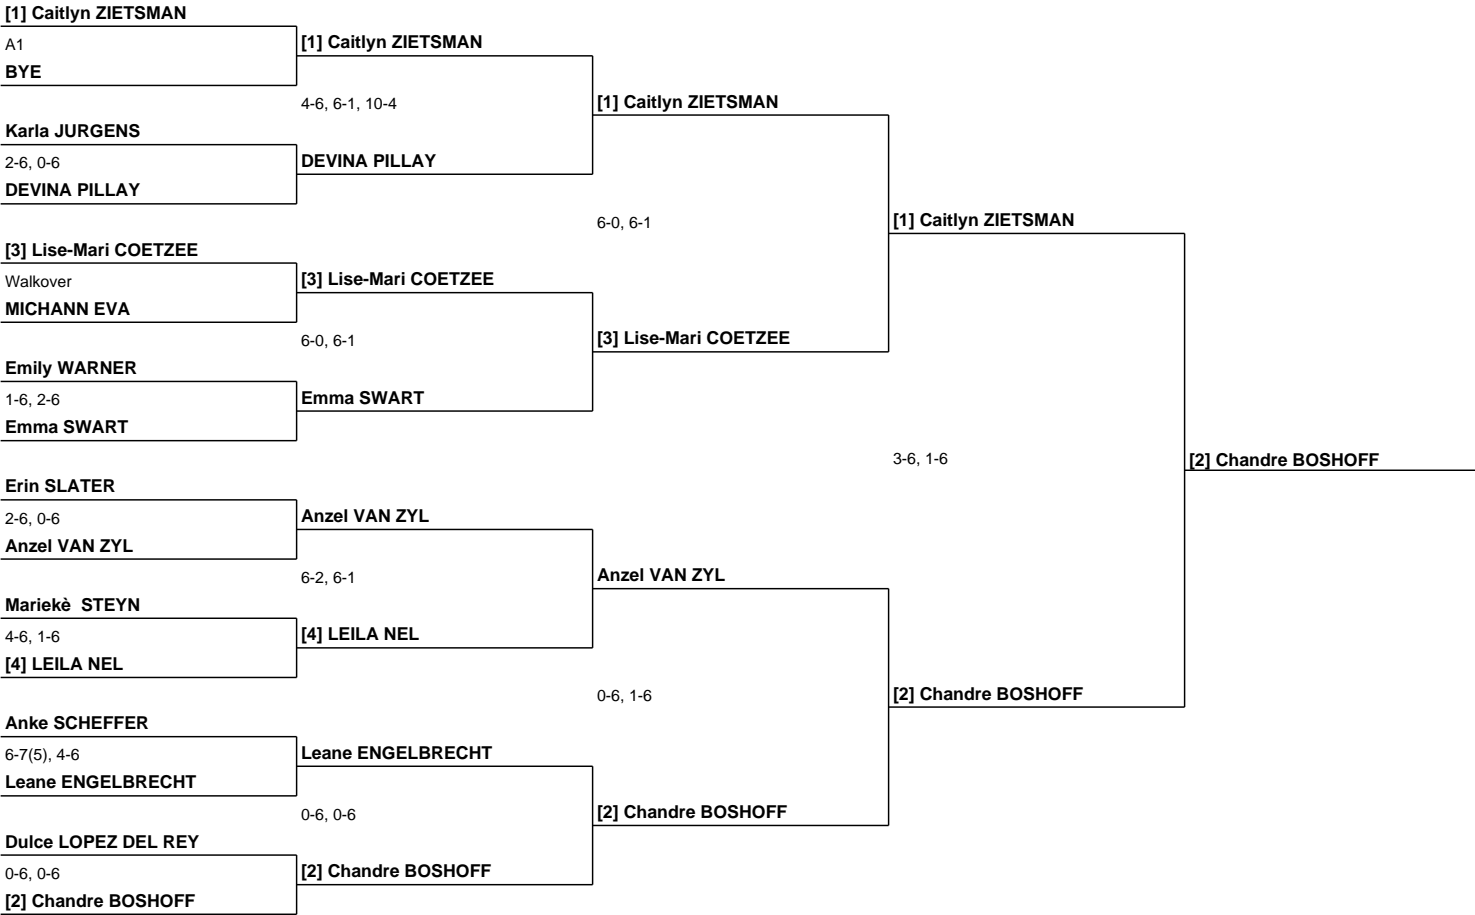 [1] Caitlyn ZIETSMAN
A1
BYE
Karla JURGENS
2-6, 0-6
DEVINA PILLAY
[3] Lise-Mari COETZEE
Walkover
MICHANN EVA
Emily WARNER
1-6, 2-6
Emma SWART
Erin SLATER
2-6, 0-6
Anzel VAN ZYL
Mariekè  STEYN
4-6, 1-6
[4] LEILA NEL
Anke SCHEFFER
6-7(5), 4-6
Leane ENGELBRECHT
Dulce LOPEZ DEL REY
0-6, 0-6
[2] Chandre BOSHOFF
[1] Caitlyn ZIETSMAN
4-6, 6-1, 10-4
DEVINA PILLAY
[3] Lise-Mari COETZEE
6-0, 6-1
Emma SWART
Anzel VAN ZYL
6-2, 6-1
[4] LEILA NEL
Leane ENGELBRECHT
0-6, 0-6
[2] Chandre BOSHOFF
[1] Caitlyn ZIETSMAN
6-0, 6-1
[3] Lise-Mari COETZEE
Anzel VAN ZYL
0-6, 1-6
[2] Chandre BOSHOFF
[1] Caitlyn ZIETSMAN
3-6, 1-6
[2] Chandre BOSHOFF
[2] Chandre BOSHOFF